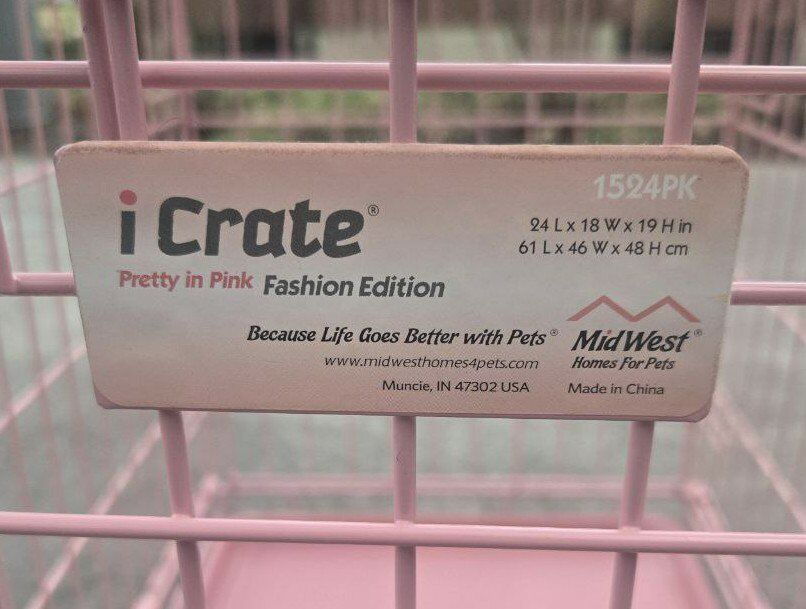 1524PK
i Crate®
24 L x 18 W x 19 H in
61 L x 46 W x 48 H cm
Pretty in Pink Fashion Edition
Because Life Goes Better with Pets®
MidWest®
Homes For Pets
www.midwesthomes4pets.com
Muncie, IN 47302 USA
Made in China